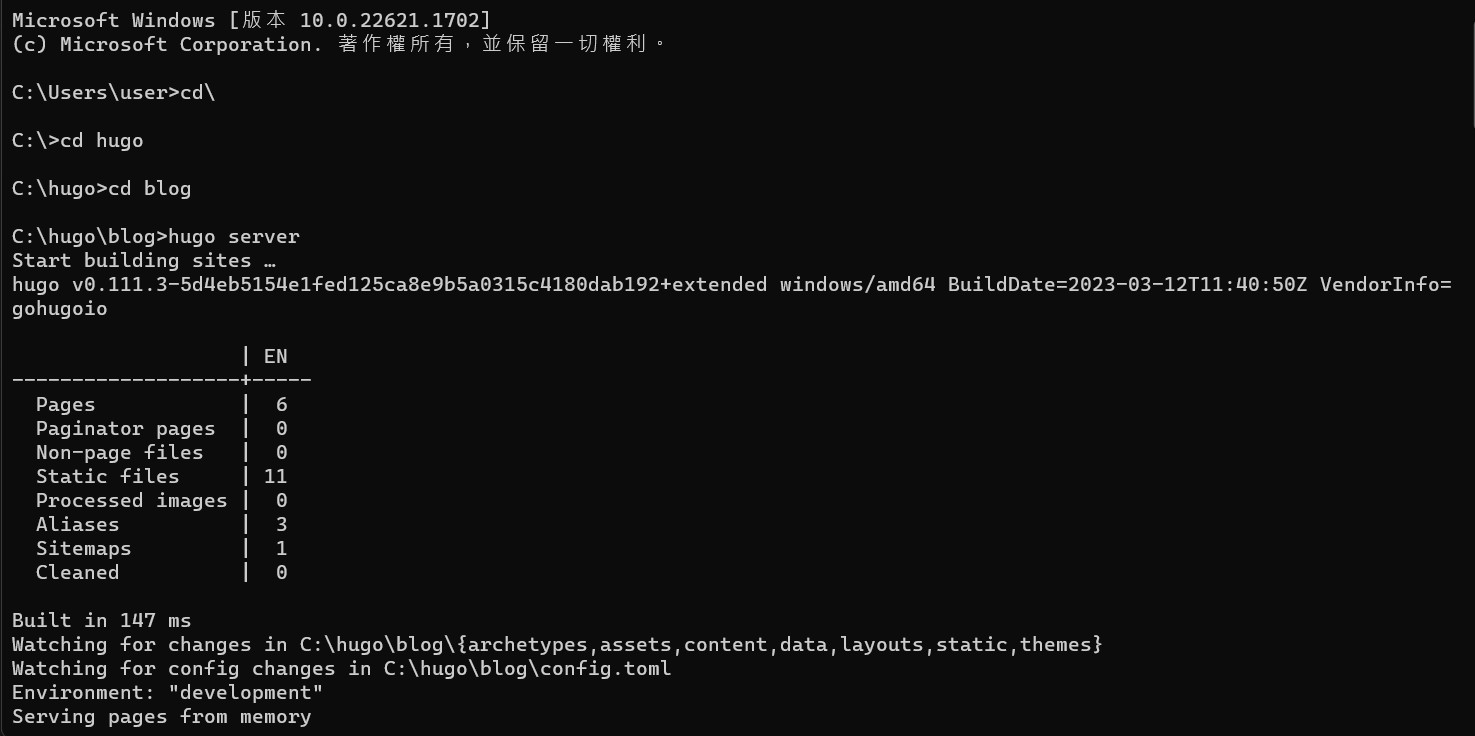 Microsoft Windows [版本 10.0.22621.1702]
(c) Microsoft Corporation. 著作權所有，並保留一切權利。
C:\Users\user>cd\
C:\>cd hugo
C:\hugo>cd blog
C:\hugo\blog>hugo server
Start building sites …
hugo v0.111.3-5d4eb5154e1fed125ca8e9b5a0315c4180dab192+extended windows/amd64 BuildDate=2023-03-12T11:40:50Z VendorInfo=
gohugoio
                   | EN
-------------------+-----
  Pages            |  6
  Paginator pages  |  0
  Non-page files   |  0
  Static files     | 11
  Processed images |  0
  Aliases          |  3
  Sitemaps         |  1
  Cleaned          |  0
Built in 147 ms
Watching for changes in C:\hugo\blog\{archetypes,assets,content,data,layouts,static,themes}
Watching for config changes in C:\hugo\blog\config.toml
Environment: "development"
Serving pages from memory